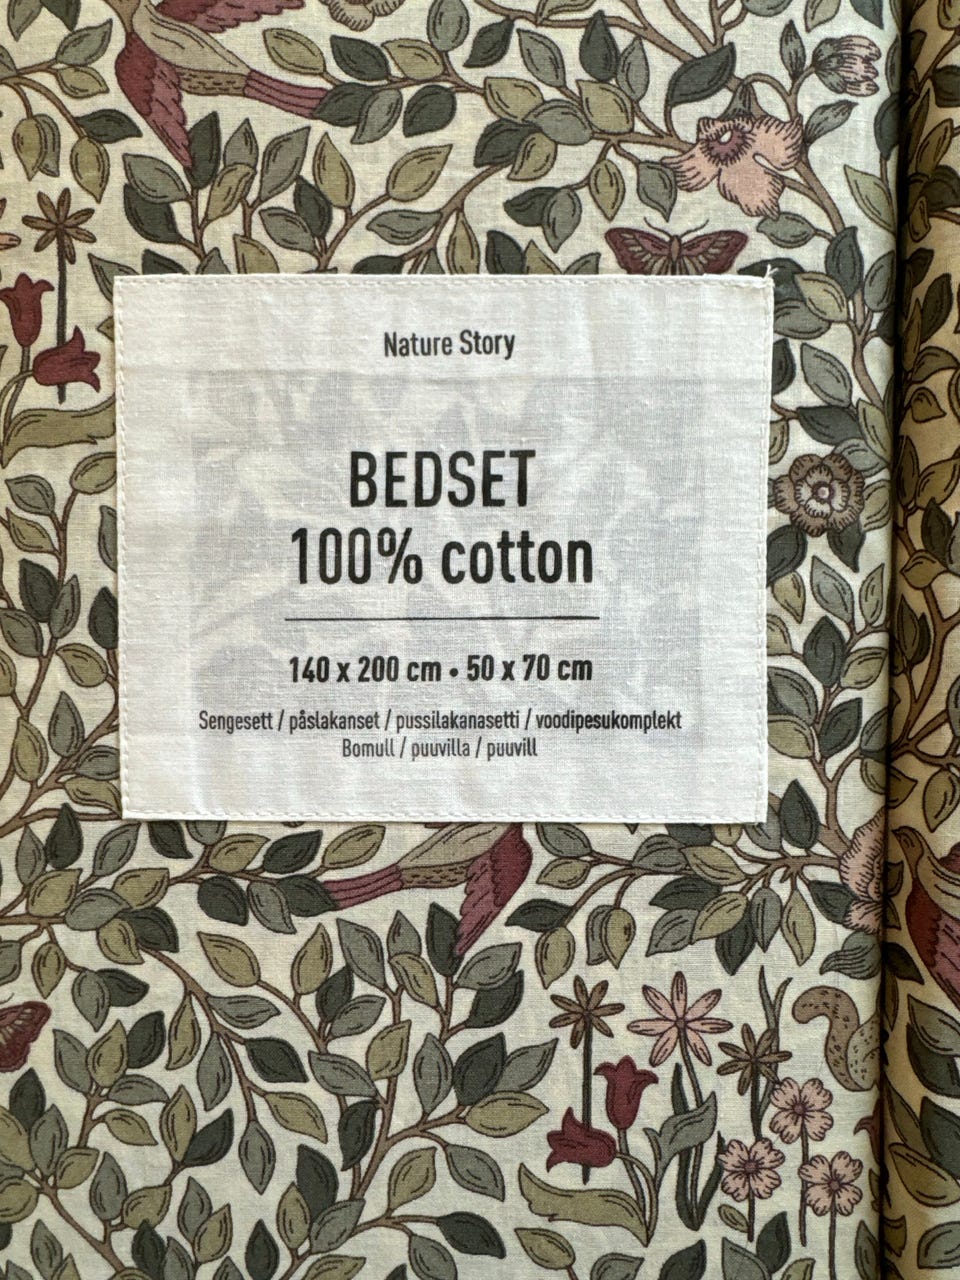 Nature Story
BEDSET
100% cotton
140 x 200 cm • 50 x 70 cm
Sengesett / påslakanset / pussilakanasetti / voodipesukomplekt
Bomull / puuvilla / puuvill